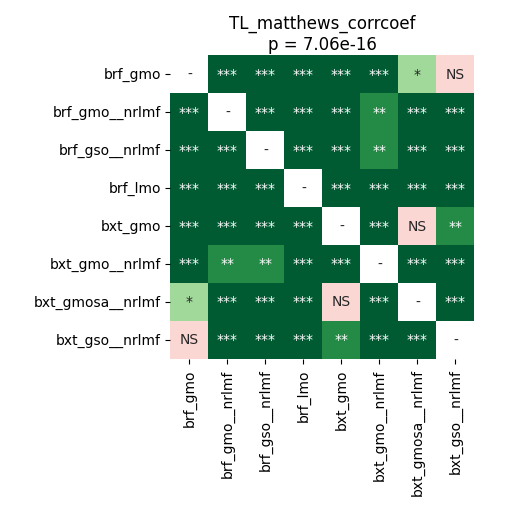 TL_matthews_corrcoef
p = 7.06e-16
brf_gmo - *** *** *** *** *** * NS
brf_gmo__nrlmf *** - *** *** *** ** *** ***
brf_gso__nrlmf *** *** - *** *** ** *** ***
brf_lmo *** *** *** - *** *** *** ***
bxt_gmo *** *** *** *** - *** NS **
bxt_gmo__nrlmf *** ** ** *** *** - *** ***
bxt_gmosa__nrlmf * *** *** *** NS *** - ***
bxt_gso__nrlmf NS *** *** *** ** *** *** -
brf_gmo
brf_gmo__nrlmf
brf_gso__nrlmf
brf_lmo
bxt_gmo
bxt_gmo__nrlmf
bxt_gmosa__nrlmf
bxt_gso__nrlmf